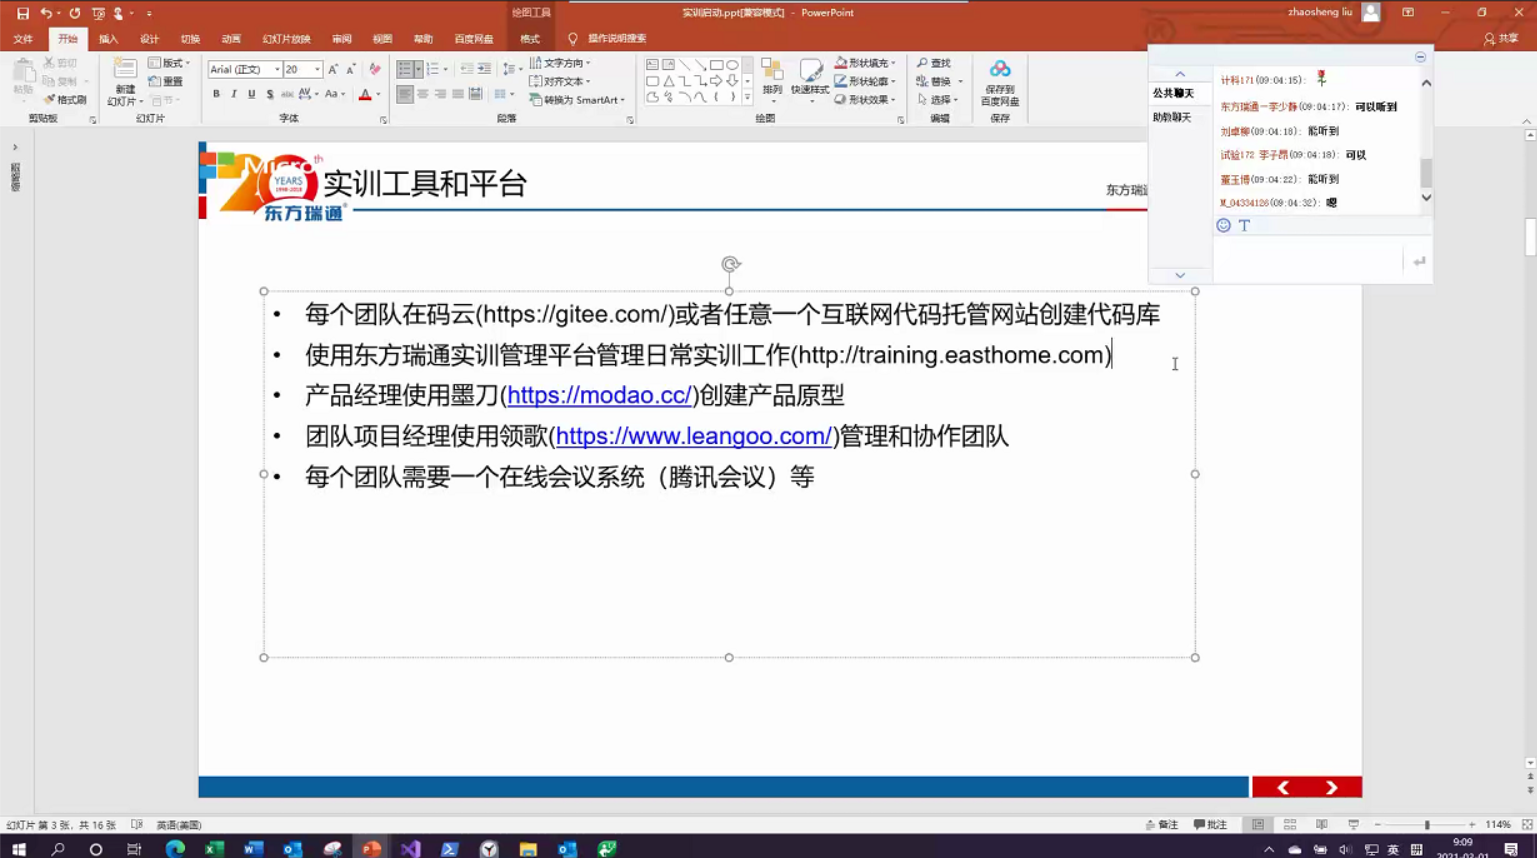 绘图工具
实训启动.ppt[兼容模式] - PowerPoint
zhaosheng liu
文件
开始
插入
设计
切换
动画
幻灯片放映
审阅
视图
帮助
百度网盘
格式
操作说明搜索
共享
粘贴
剪切
复制
格式刷
剪贴板
新建
幻灯片
版式
重置
节
幻灯片
Arial (正文)
20
B I U S abc AV Aa A
字体
文字方向
对齐文本
转换为 SmartArt
段落
排列
快速样式
形状填充
形状轮廓
形状效果
绘图
查找
替换
选择
编辑
保存到
百度网盘
保存
公共聊天
助教聊天
计科171(09:04:15):
东方瑞通-李少静(09:04:17): 可以听到
刘卓柳(09:04:18): 能听到
试验172 李子昂(09:04:18): 可以
董玉博(09:04:22): 能听到
M_04334126(09:04:32): 嗯
T
Micro
20 th
YEARS
1998-2018
东方瑞通®
实训工具和平台
东方瑞通
• 每个团队在码云(https://gitee.com/)或者任意一个互联网代码托管网站创建代码库
• 使用东方瑞通实训管理平台管理日常实训工作(http://training.easthome.com)
• 产品经理使用墨刀(https://modao.cc/)创建产品原型
• 团队项目经理使用领歌(https://www.leangoo.com/)管理和协作团队
• 每个团队需要一个在线会议系统（腾讯会议）等
幻灯片 第 3 张，共 16 张
英语(美国)
备注
批注
114%
英
拼
9:09
2021-03-01